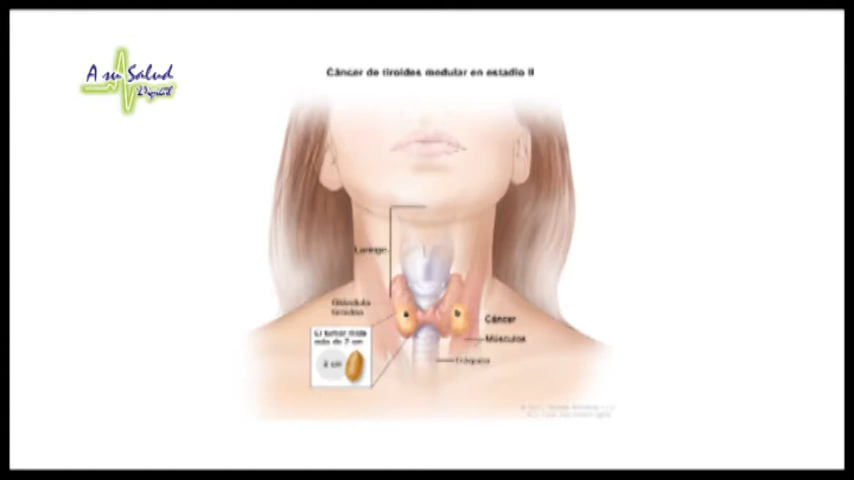 A su Salud
Digital
Cáncer de tiroides medular en estadio II
Laringe
Glándula
tiroidea
a
b
Cáncer
El tumor mide
más de 2 cm
Músculos
2 cm
Tráquea